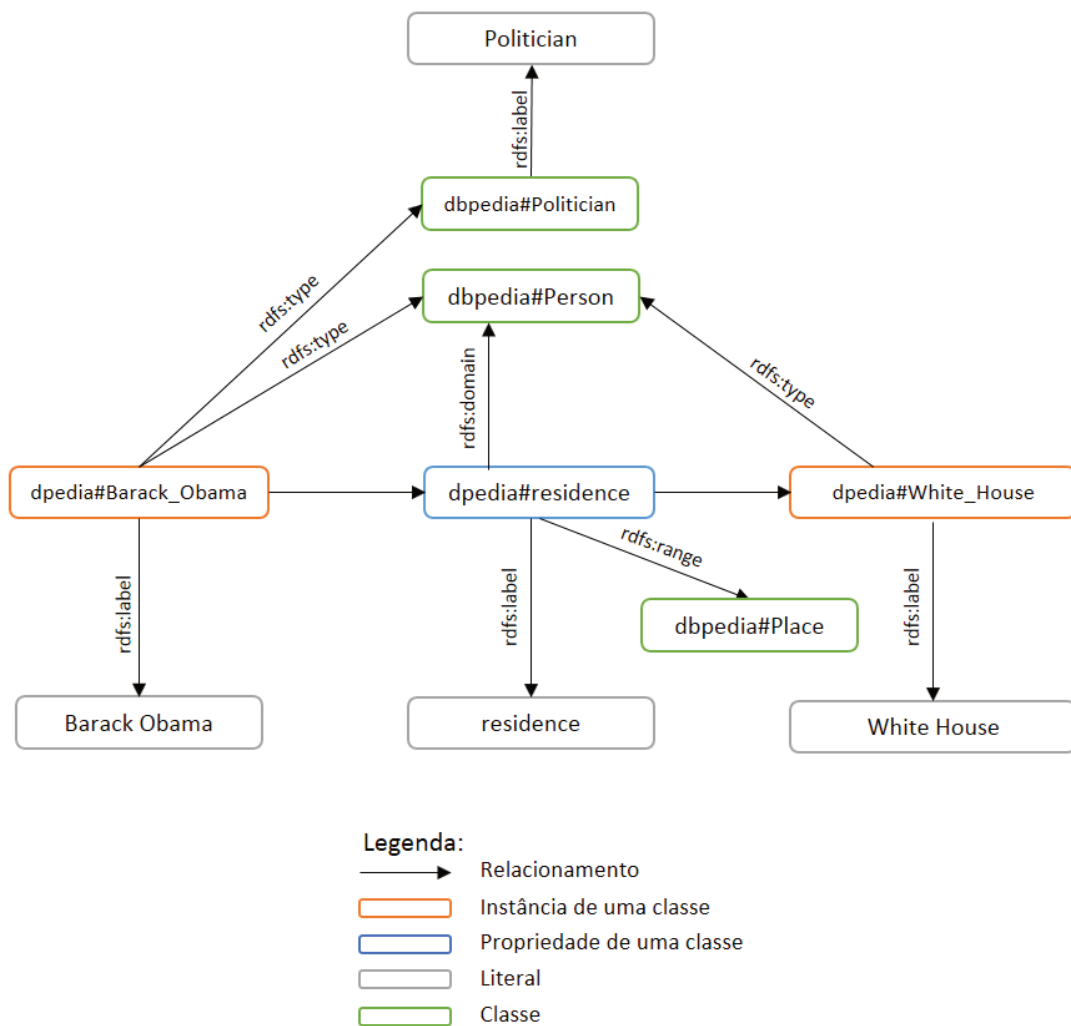 Politician
rdfs:label
dbpedia#Politician
rdfs:type
dbpedia#Person
rdfs:type
rdfs:domain
rdfs:type
dpedia#Barack_Obama
dpedia#residence
dpedia#White_House
rdfs:label
rdfs:label
rdfs:range
rdfs:label
dbpedia#Place
Barack Obama
residence
White House
Legenda:
Relacionamento
Instância de uma classe
Propriedade de uma classe
Literal
Classe